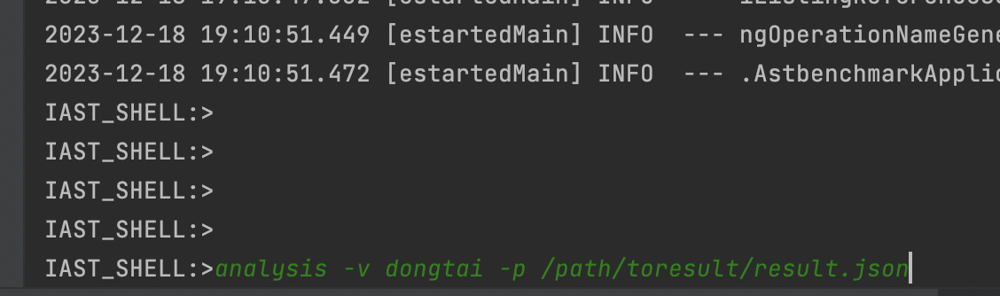 2023-12-18 19:10:51.449 [estartedMain] INFO  --- ngOperationNameGene
2023-12-18 19:10:51.472 [estartedMain] INFO  --- .AstbenchmarkApplic
IAST_SHELL:>
IAST_SHELL:>
IAST_SHELL:>
IAST_SHELL:>
IAST_SHELL:>analysis -v dongtai -p /path/toresult/result.json